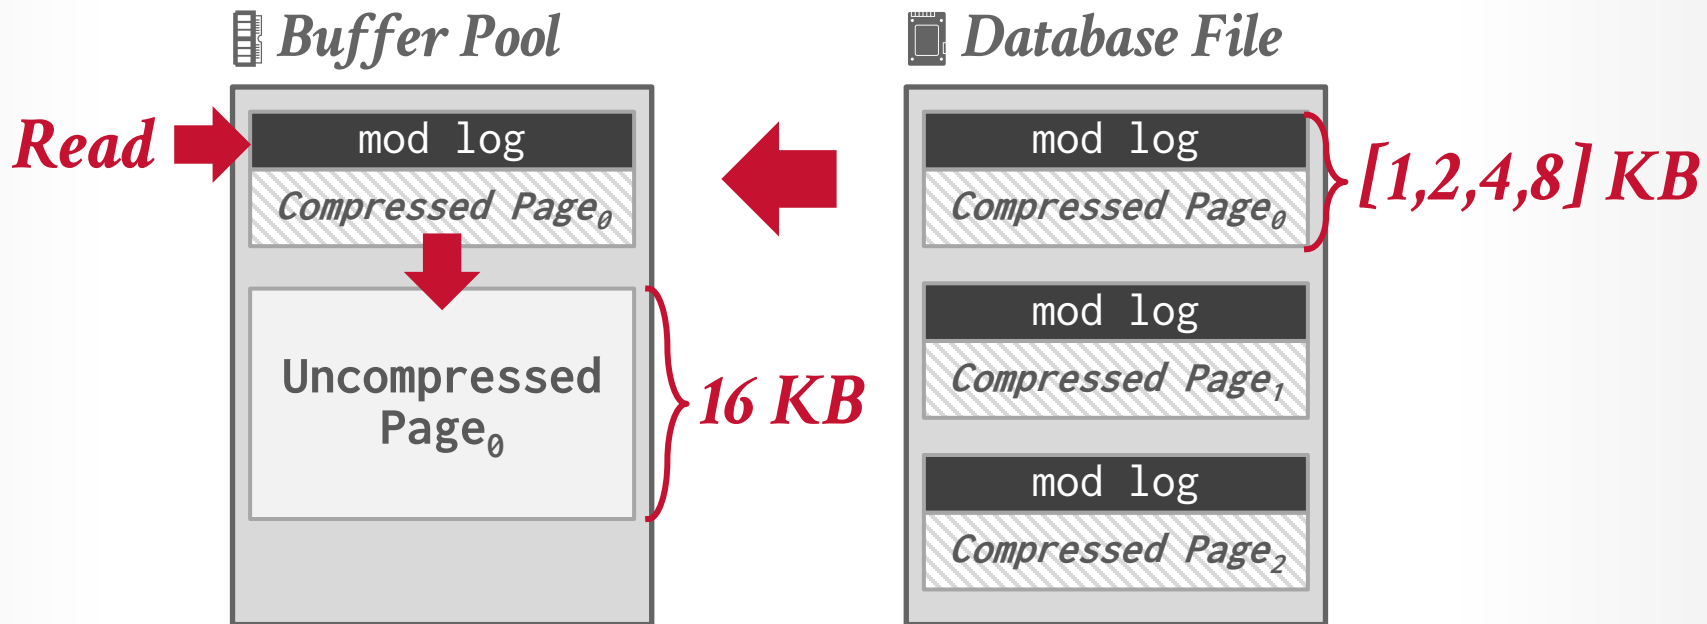 Buffer Pool
Database File
Read
mod log
Compressed Page₀
Uncompressed
Page₀
16 KB
mod log
Compressed Page₀
[1,2,4,8] KB
mod log
Compressed Page₁
mod log
Compressed Page₂